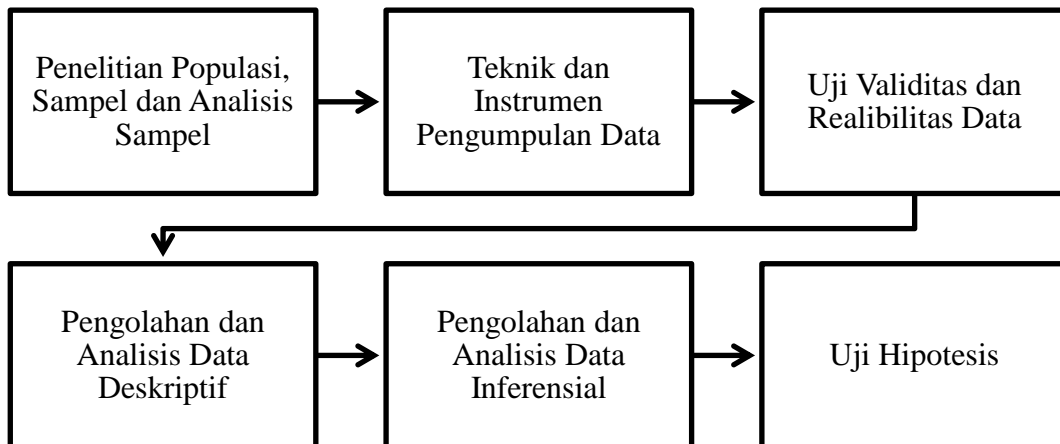 Penelitian Populasi,
Sampel dan Analisis
Sampel
Teknik dan
Instrumen
Pengumpulan Data
Uji Validitas dan
Realibilitas Data
Pengolahan dan
Analisis Data
Deskriptif
Pengolahan dan
Analisis Data
Inferensial
Uji Hipotesis